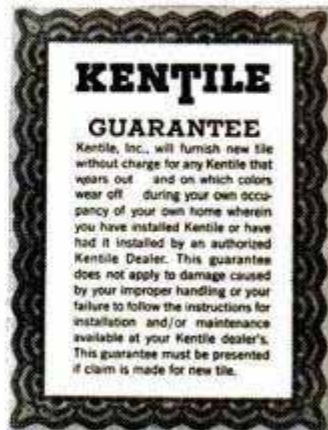 KENTILE
GUARANTEE
Kentile, Inc., will furnish new tile
without charge for any Kentile that
wears out and on which colors
wear off during your own occu-
pancy of your own home wherein
you have installed Kentile or have
had it installed by an authorized
Kentile Dealer. This guarantee
does not apply to damage caused
by your improper handling or your
failure to follow the instructions for
installation and/or maintenance
available at your Kentile dealer's.
This guarantee must be presented
if claim is made for new tile.